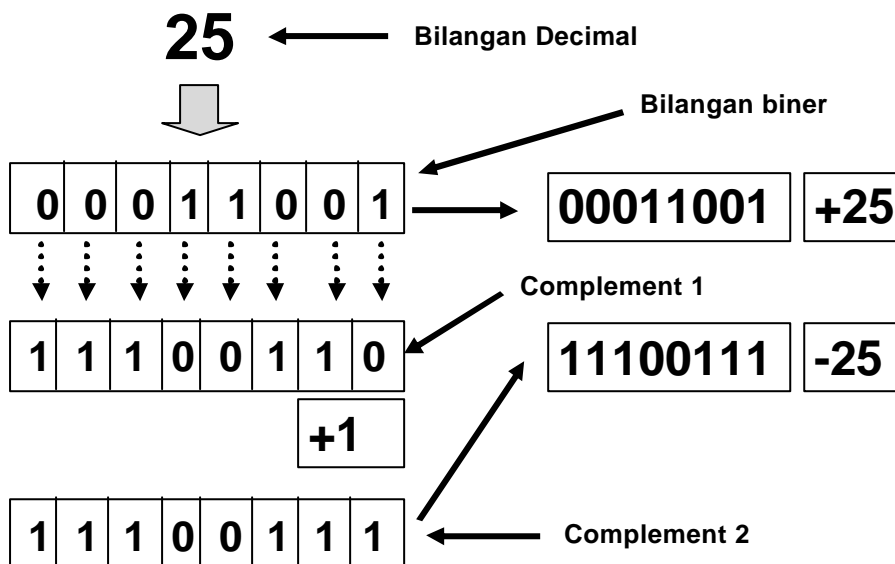 25 Bilangan Decimal
Bilangan biner
0 0 0 1 1 0 0 1 00011001 +25
Complement 1
1 1 1 0 0 1 1 0 11100111 -25
+1
1 1 1 0 0 1 1 1 Complement 2